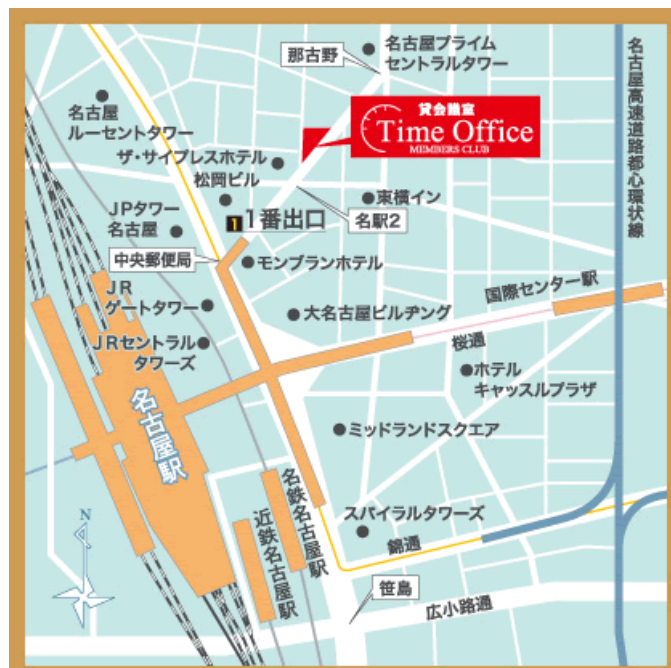 那古野
名古屋プライム
セントラルタワー
名古屋高速道路都心環状線
名古屋
ルーセントタワー
貸会議室
Time Office
MEMBERS CLUB
ザ・サイプレスホテル
松岡ビル
東横イン
名駅2
JPタワー
名古屋
1
1番出口
中央郵便局
モンブランホテル
JR
ゲートタワー
大名古屋ビルヂング
国際センター駅
JRセントラル
タワーズ
桜通
ホテル
キャッスルプラザ
名古屋駅
ミッドランドスクエア
名鉄名古屋駅
近鉄名古屋駅
スパイラルタワーズ
錦通
N
笹島
広小路通